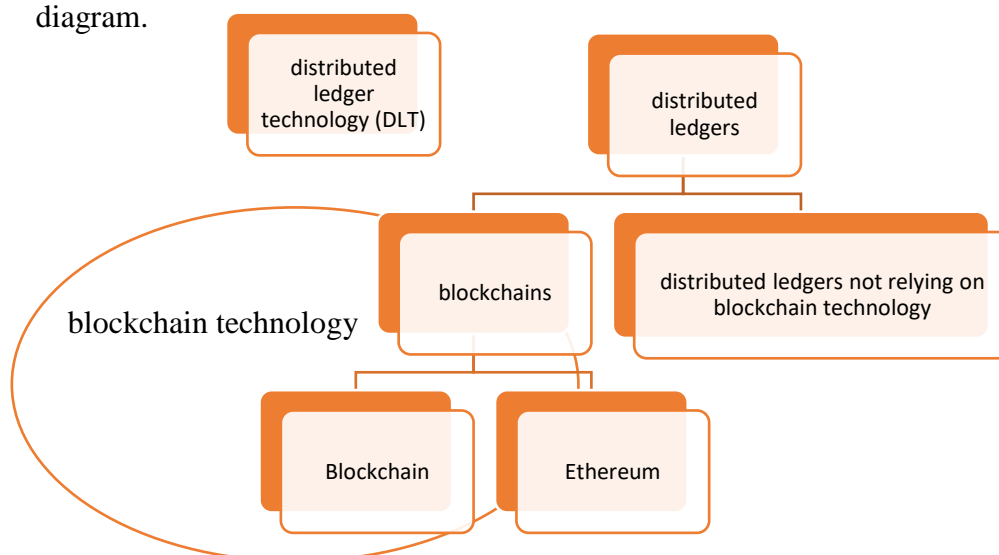 diagram.
distributed
ledger
technology (DLT)
distributed
ledgers
blockchains
distributed ledgers not relying on
blockchain technology
blockchain technology
Blockchain
Ethereum